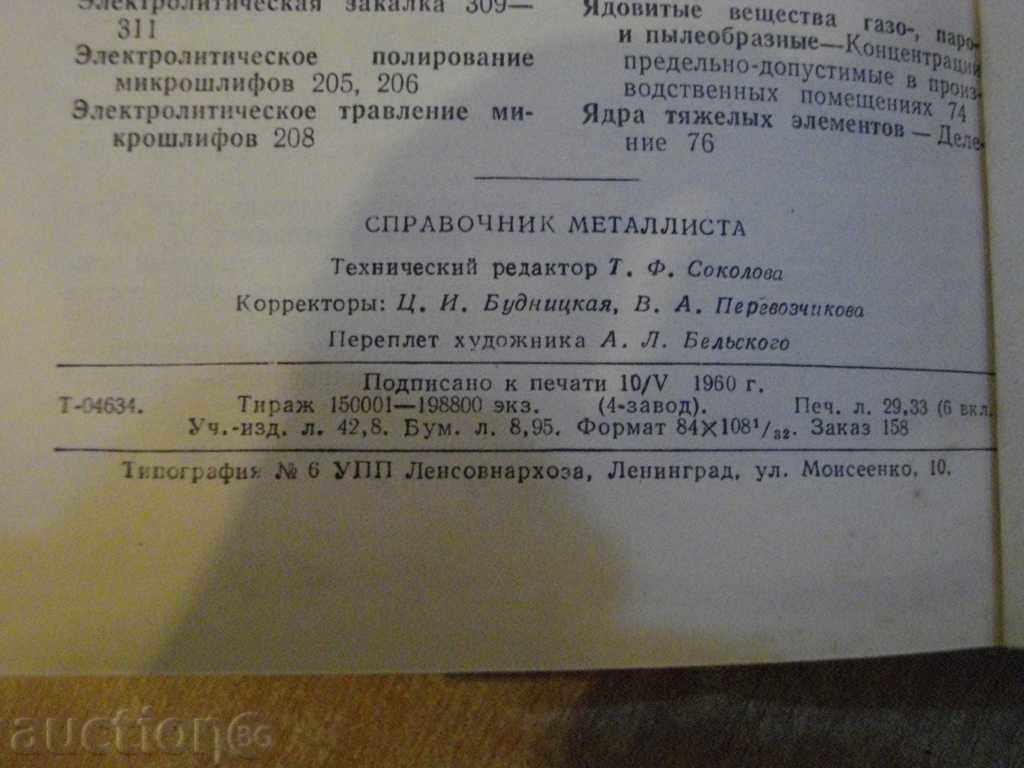 Электролитическая закалка 309—
311
Электролитическое полирование
микрошлифов 205, 206
Электролитическое травление ми-
крошлифов 208
Ядовитые вещества газо-, паро-
и пылеобразные—Концентрации
предельно-допустимые в произ-
водственных помещениях 74
Ядра тяжелых элементов — Деле-
ние 76
СПРАВОЧНИК МЕТАЛЛИСТА
Технический редактор Т. Ф. Соколова
Корректоры: Ц. И. Будницкая, В. А. Перевозчикова
Переплет художника А. Л. Бельского
Подписано к печати 10/V 1960 г.
Т-04634. Тираж 150001—198800 экз. (4-завод). Печ. л. 29,33 (6 вкл.
Уч.-изд. л. 42,8. Бум. л. 8,95. Формат 84×108¹/₃₂. Заказ 158
Типография № 6 УПП Ленсовнархоза, Ленинград, ул. Моисеенко, 10.
auctionбг